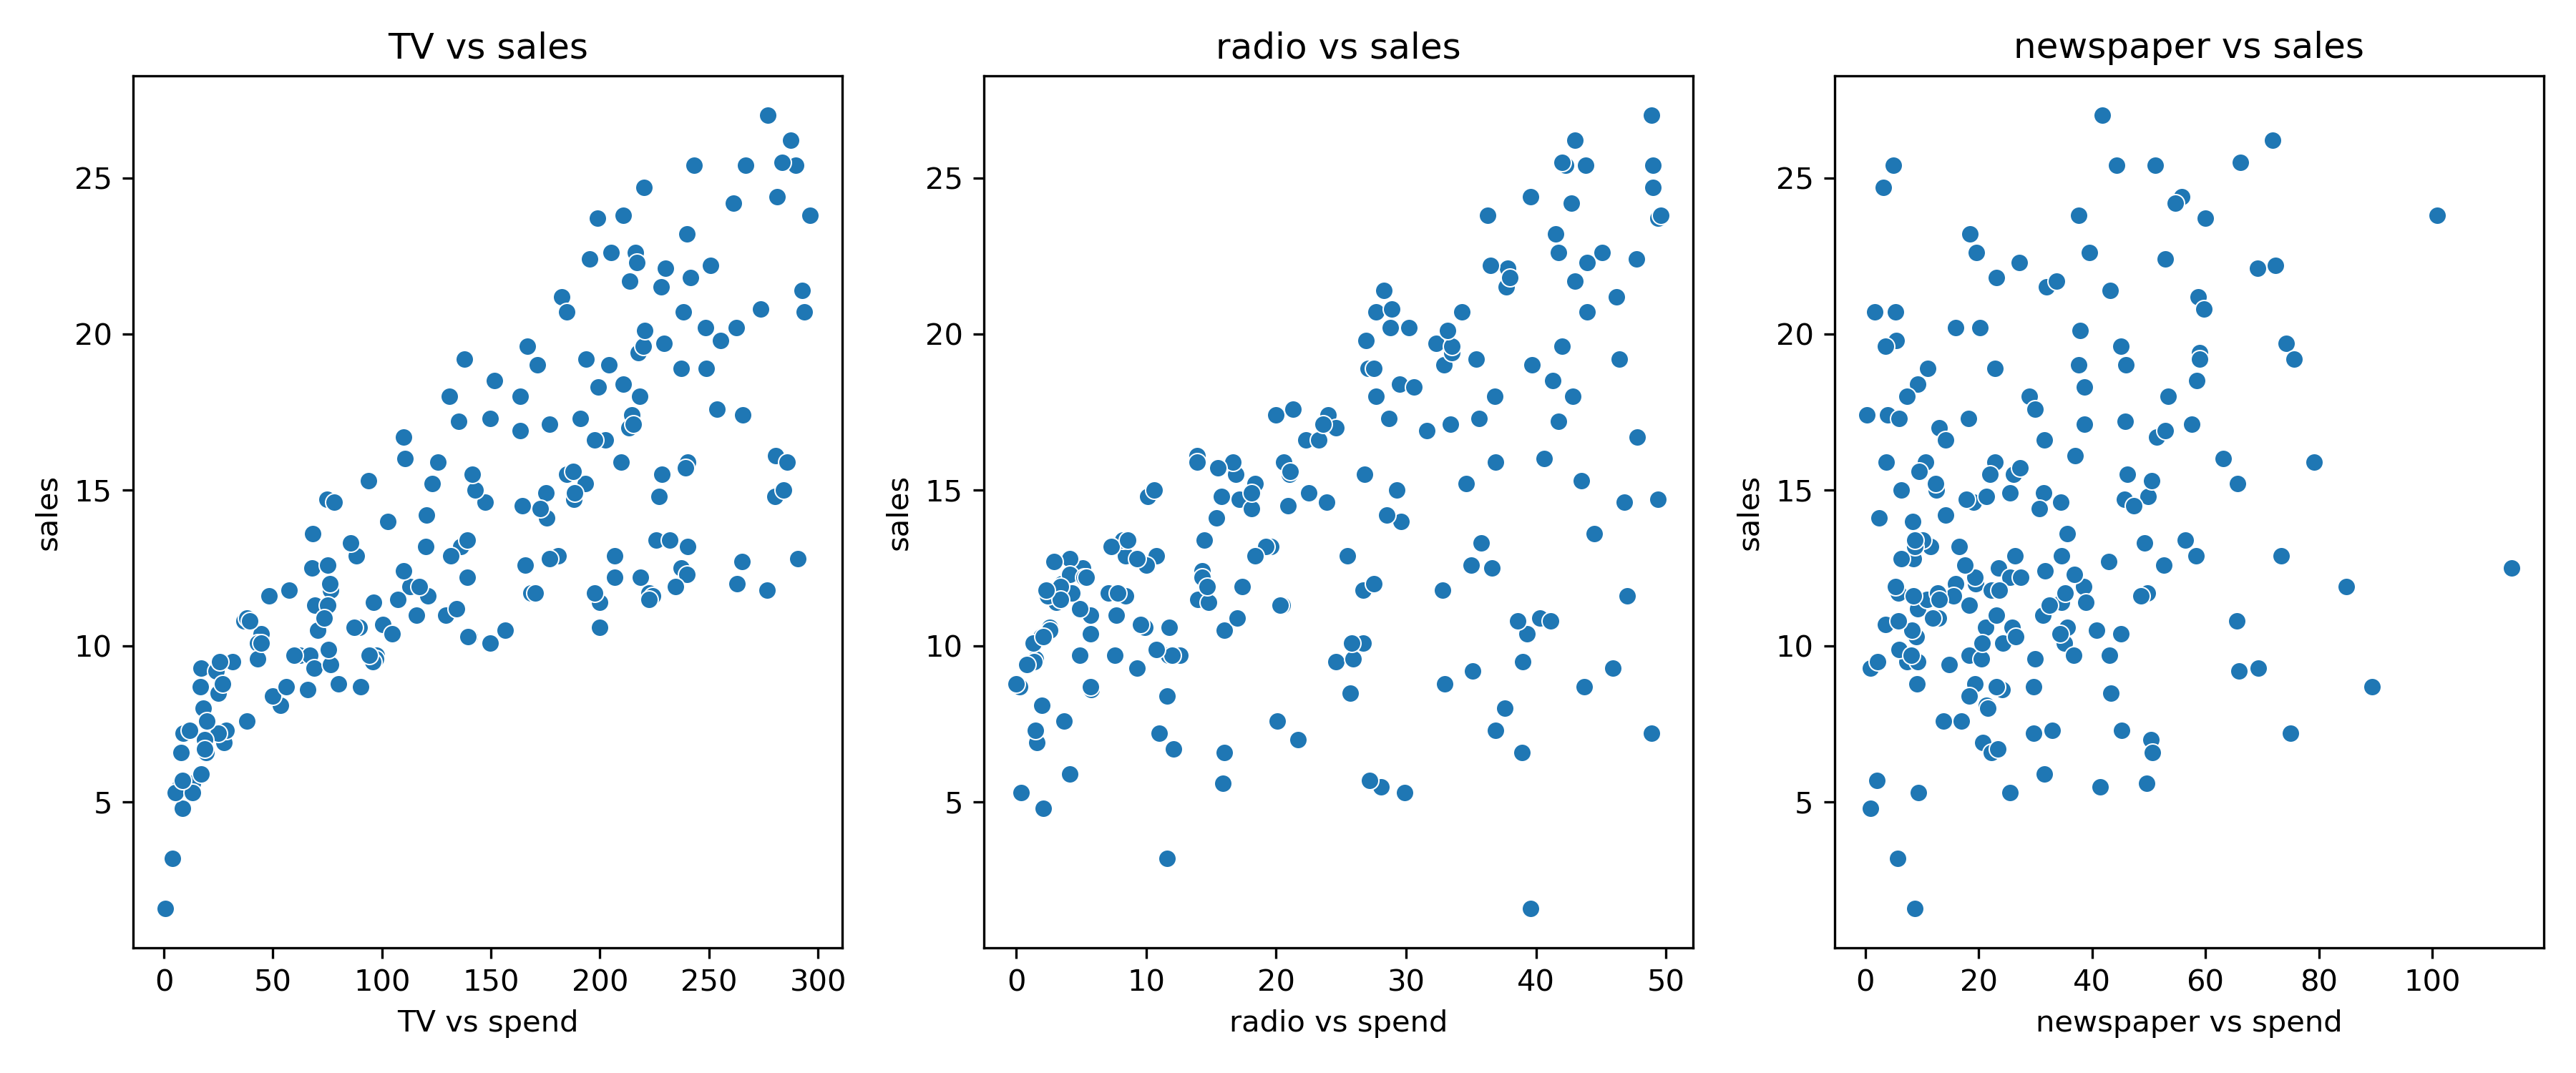 TV vs sales
25
20
15
10
5
sales
0 50 100 150 200 250 300
TV vs spend
radio vs sales
25
20
15
10
5
sales
0 10 20 30 40 50
radio vs spend
newspaper vs sales
25
20
15
10
5
sales
0 20 40 60 80 100
newspaper vs spend